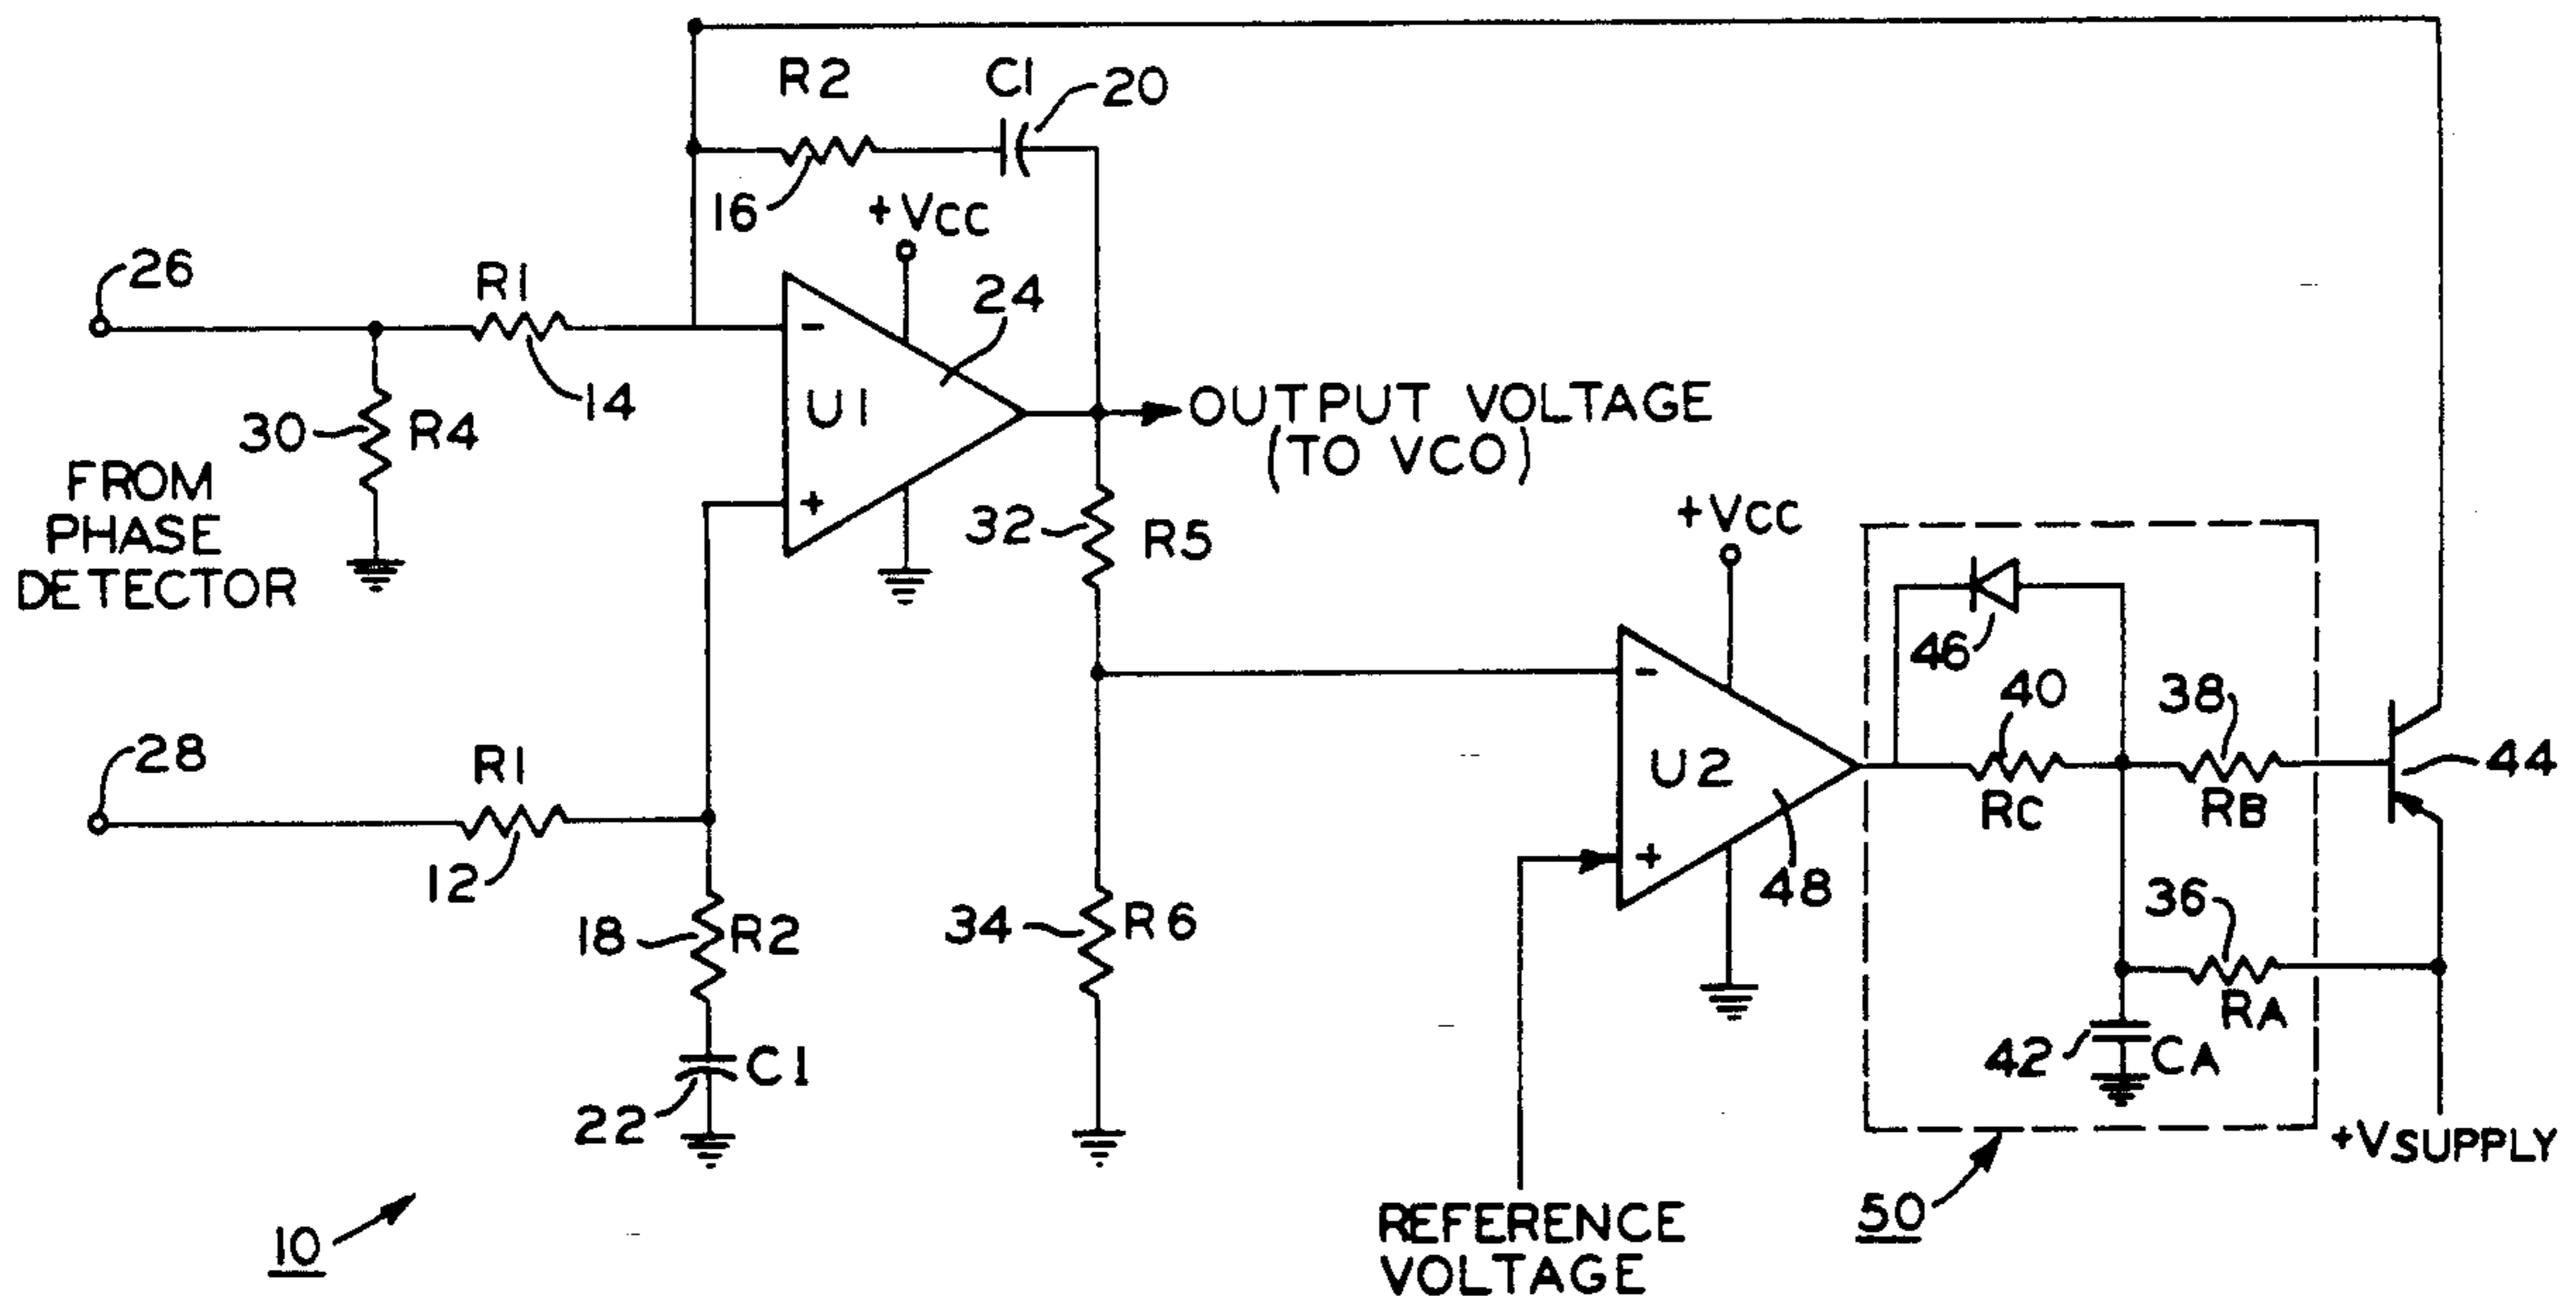 R2
C1
20
16
+VCC
26
R1
14
24
U1
-
+
30
R4
FROM
PHASE
DETECTOR
OUTPUT VOLTAGE
(TO VCO)
32
R5
+VCC
28
R1
12
18
R2
22
C1
34
R6
-
+
U2
48
46
40
RC
38
RB
44
36
RA
42
CA
+VSUPPLY
50
REFERENCE
VOLTAGE
10